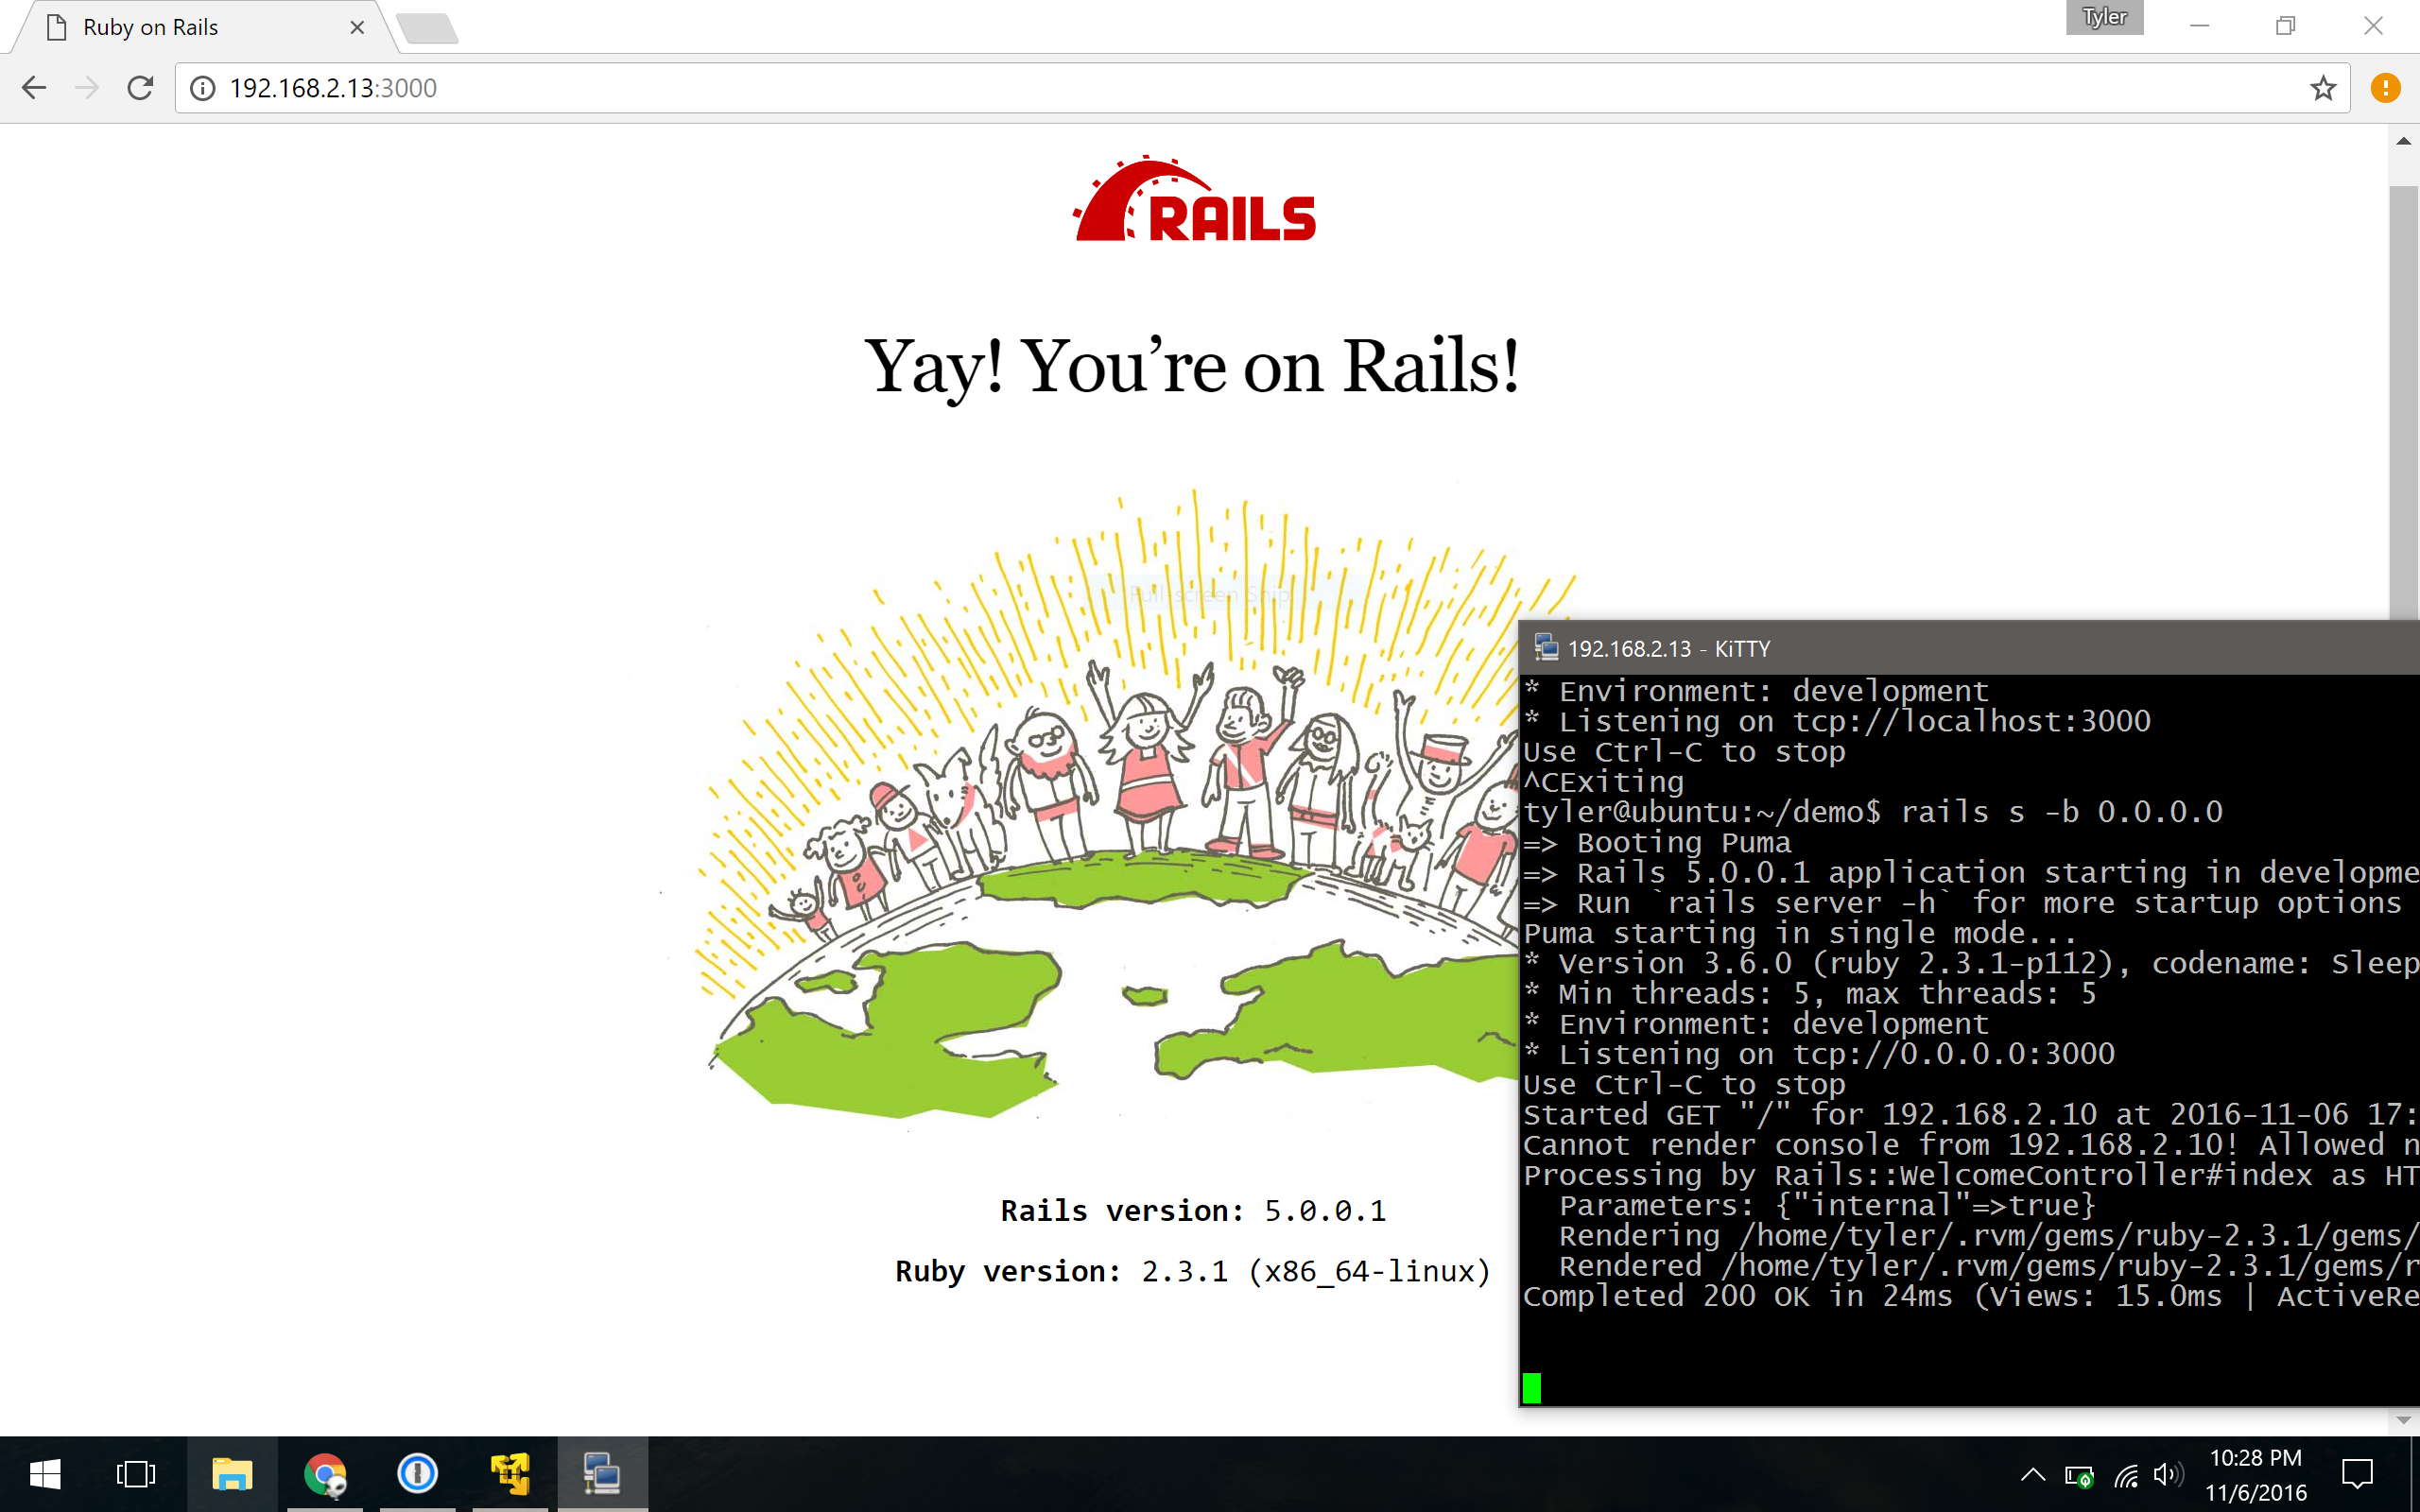 Ruby on Rails
Tyler
192.168.2.13:3000
RAILS
Yay! You’re on Rails!
Full-screen Snip
Rails version: 5.0.0.1
Ruby version: 2.3.1 (x86_64-linux)
192.168.2.13 - KiTTY
* Environment: development
* Listening on tcp://localhost:3000
Use Ctrl-C to stop
^CExiting
tyler@ubuntu:~/demo$ rails s -b 0.0.0.0
=> Booting Puma
=> Rails 5.0.0.1 application starting in developme
=> Run `rails server -h` for more startup options
Puma starting in single mode...
* Version 3.6.0 (ruby 2.3.1-p112), codename: Sleep
* Min threads: 5, max threads: 5
* Environment: development
* Listening on tcp://0.0.0.0:3000
Use Ctrl-C to stop
Started GET "/" for 192.168.2.10 at 2016-11-06 17:
Cannot render console from 192.168.2.10! Allowed n
Processing by Rails::WelcomeController#index as HT
  Parameters: {"internal"=>true}
  Rendering /home/tyler/.rvm/gems/ruby-2.3.1/gems/
  Rendered /home/tyler/.rvm/gems/ruby-2.3.1/gems/r
Completed 200 OK in 24ms (Views: 15.0ms | ActiveRe
10:28 PM
11/6/2016